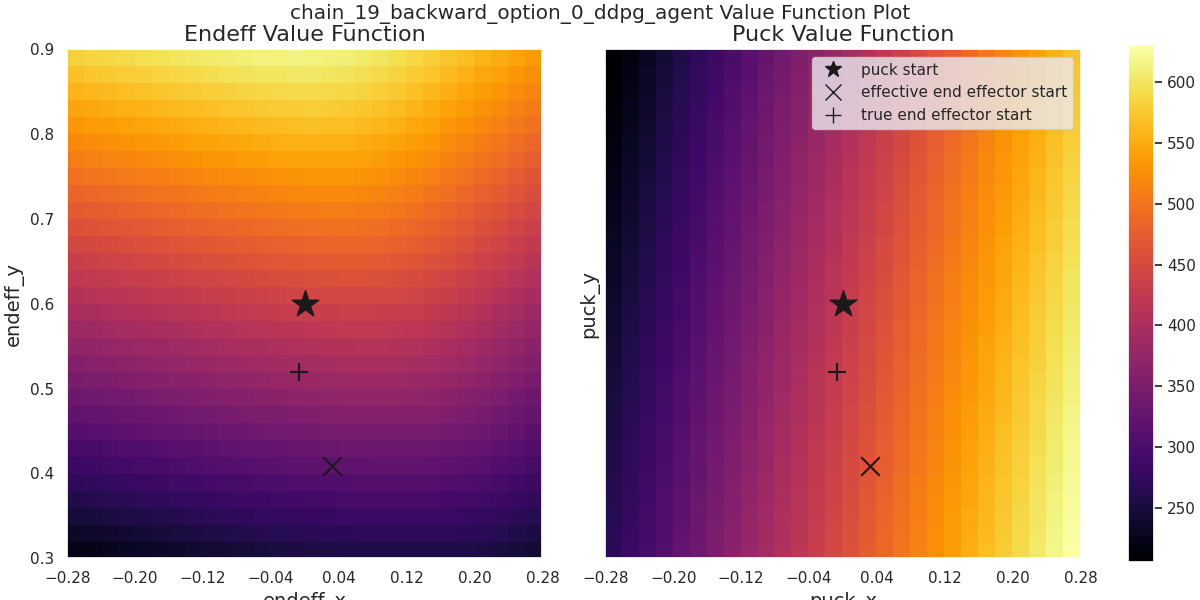 chain_19_backward_option_0_ddpg_agent Value Function Plot
Endeff Value Function
Puck Value Function
puck start
effective end effector start
true end effector start
endeff_y
0.9
0.8
0.7
0.6
0.5
0.4
0.3
−0.28 −0.20 −0.12 −0.04 0.04 0.12 0.20 0.28
endeff_x
puck_y
−0.28 −0.20 −0.12 −0.04 0.04 0.12 0.20 0.28
puck_x
600
550
500
450
400
350
300
250